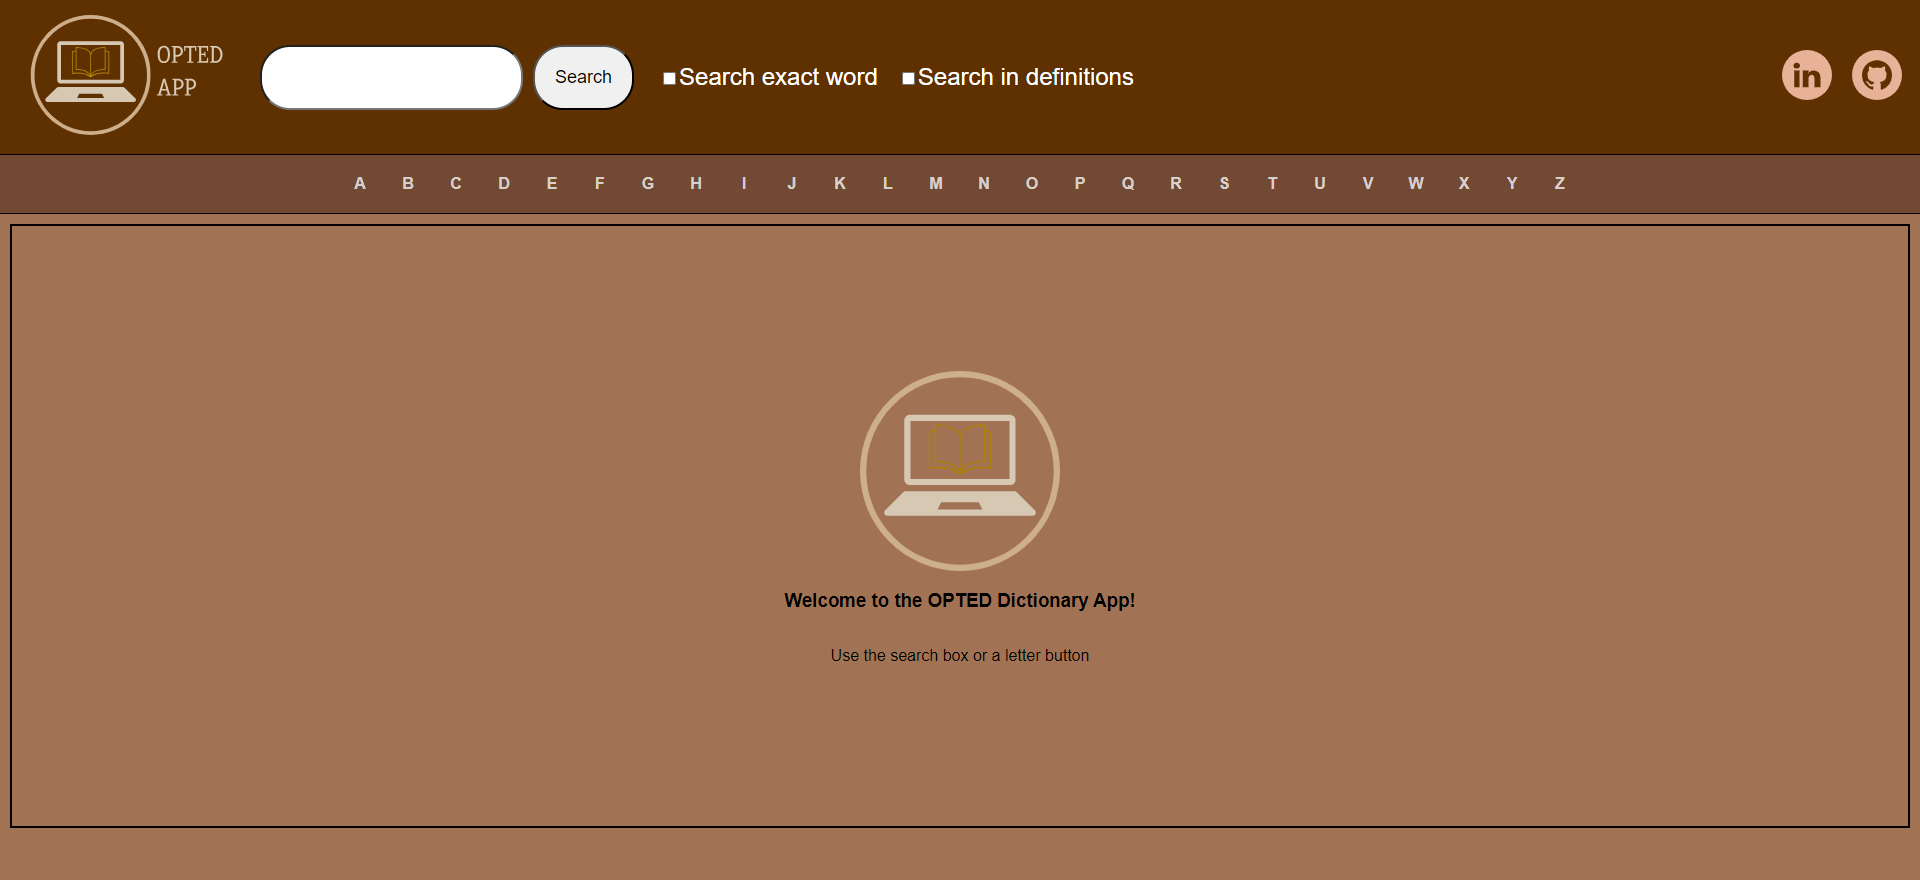 OPTED
APP
Search
Search exact word
Search in definitions
in
A B C D E F G H I J K L M N O P Q R S T U V W X Y Z
Welcome to the OPTED Dictionary App!
Use the search box or a letter button